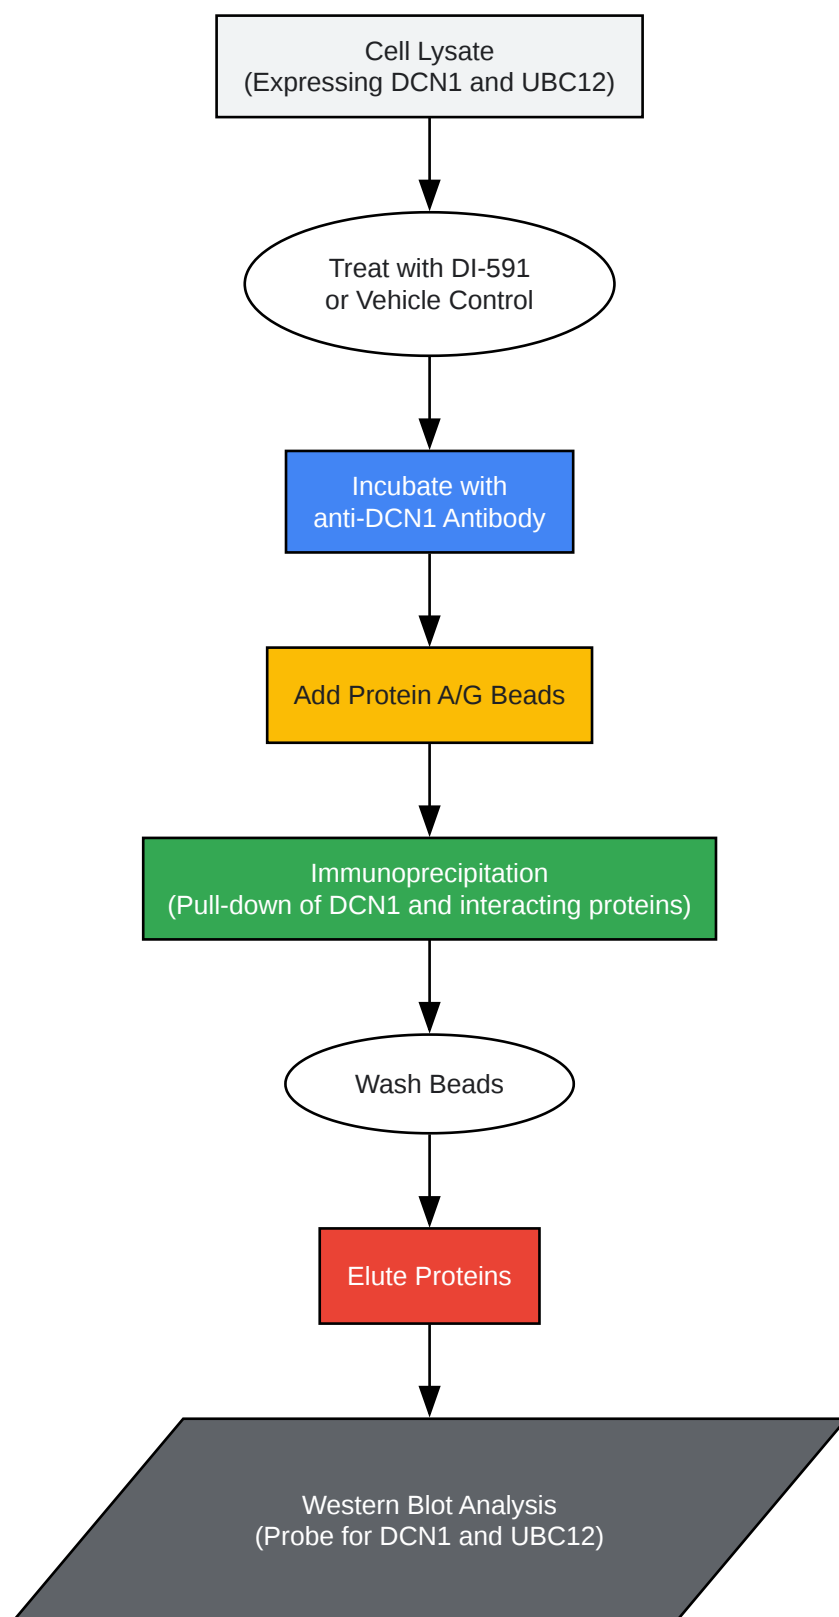 Cell Lysate
(Expressing DCN1 and UBC12)
Treat with DI-591
or Vehicle Control
Incubate with
anti-DCN1 Antibody
Add Protein A/G Beads
Immunoprecipitation
(Pull-down of DCN1 and interacting proteins)
Wash Beads
Elute Proteins
Western Blot Analysis
(Probe for DCN1 and UBC12)